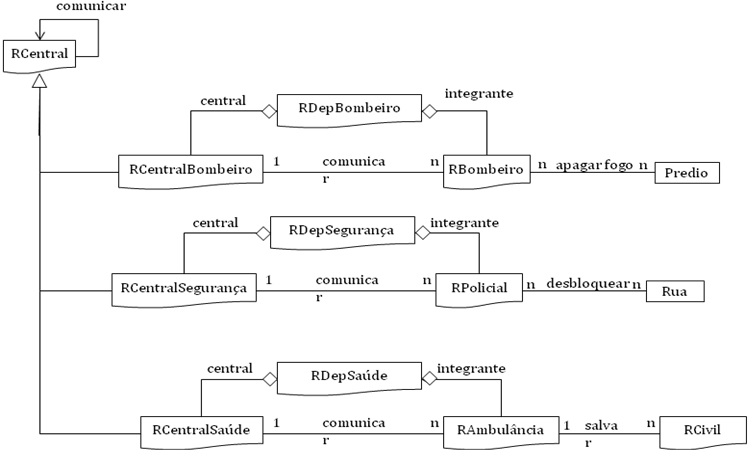 comunicar
RCentral
central
RDepBombeiro
integrante
RCentralBombeiro
1
comunica
r
n
RBombeiro
n
apagar fogo
n
Predio
central
RDepSegurança
integrante
RCentralSegurança
1
comunica
r
n
RPolicial
n
desbloquear
n
Rua
central
RDepSaúde
integrante
RCentralSaúde
1
comunica
r
n
RAmbulância
1
salva
r
n
RCivil